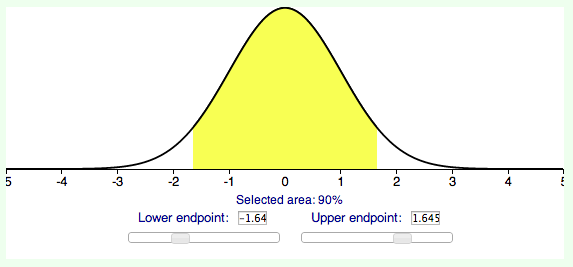 5 -4 -3 -2 -1 0 1 2 3 4 5
Selected area: 90%
Lower endpoint: -1.64 Upper endpoint: 1.645